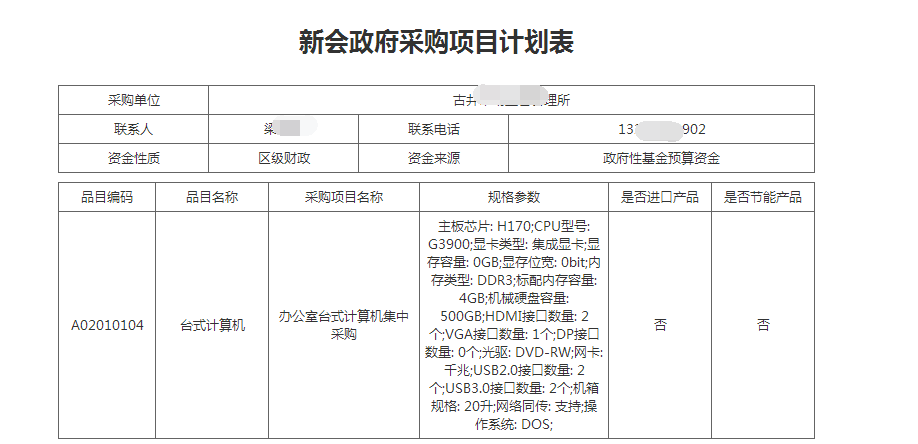 新会政府采购项目计划表
采购单位 古井 理所
联系人 梁 联系电话 13 902
资金性质 区级财政 资金来源 政府性基金预算资金
品目编码 品目名称 采购项目名称 规格参数 是否进口产品 是否节能产品
A02010104 台式计算机 办公室台式计算机集中
采购
主板芯片: H170;CPU型号:
G3900;显卡类型: 集成显卡;显
存容量: 0GB;显存位宽: 0bit;内
存类型: DDR3;标配内存容量:
4GB;机械硬盘容量:
500GB;HDMI接口数量: 2
个;VGA接口数量: 1个;DP接口
数量: 0个;光驱: DVD-RW;网卡:
千兆;USB2.0接口数量: 2
个;USB3.0接口数量: 2个;机箱
规格: 20升;网络同传: 支持;操
作系统: DOS;
否 否